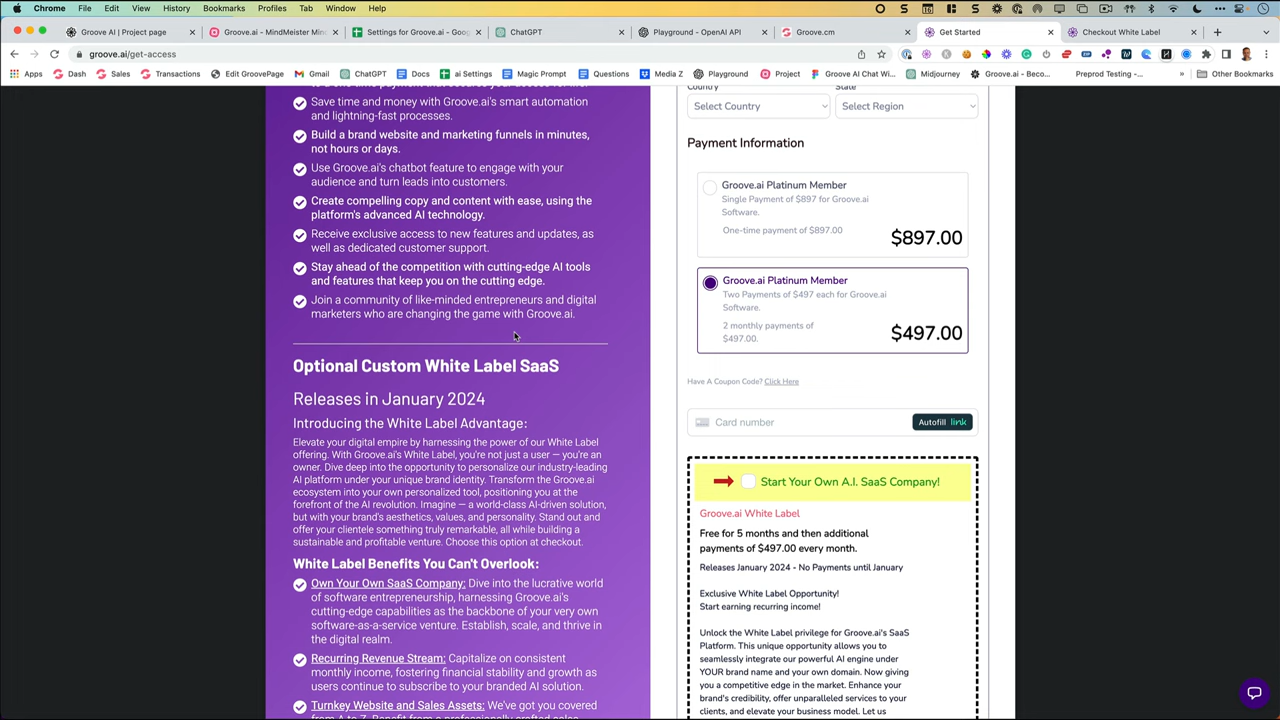 Chrome File Edit View History Bookmarks Profiles Tab Window Help
Groove AI | Project page
Groove.ai - MindMeister Min
Settings for Groove.ai - Goog
ChatGPT
Playground - OpenAI API
Groove.cm
Get Started
Checkout White Label
groove.ai/get-access
Apps Dash Sales Transactions Edit GroovePage Gmail ChatGPT Docs ai Settings Magic Prompt Questions Media Z Playground Project Groove AI Chat Wi... Midjourney Groove.ai - Beco... Preprod Testing -... » Other Bookmarks
Save time and money with Groove.ai's smart automation
and lightning-fast processes.
Build a brand website and marketing funnels in minutes,
not hours or days.
Use Groove.ai's chatbot feature to engage with your
audience and turn leads into customers.
Create compelling copy and content with ease, using the
platform's advanced AI technology.
Receive exclusive access to new features and updates, as
well as dedicated customer support.
Stay ahead of the competition with cutting-edge AI tools
and features that keep you on the cutting edge.
Join a community of like-minded entrepreneurs and digital
marketers who are changing the game with Groove.ai.
Optional Custom White Label SaaS
Releases in January 2024
Introducing the White Label Advantage:
Elevate your digital empire by harnessing the power of our White Label
offering. With Groove.ai's White Label, you're not just a user — you're an
owner. Dive deep into the opportunity to personalize our industry-leading
AI platform under your unique brand identity. Transform the Groove.ai
ecosystem into your own personalized tool, positioning you at the
forefront of the AI revolution. Imagine — a world-class AI-driven solution,
but with your brand's aesthetics, values, and personality. Stand out and
offer your clientele something truly remarkable, all while building a
sustainable and profitable venture. Choose this option at checkout.
White Label Benefits You Can't Overlook:
Own Your Own SaaS Company: Dive into the lucrative world
of software entrepreneurship, harnessing Groove.ai's
cutting-edge capabilities as the backbone of your very own
software-as-a-service venture. Establish, scale, and thrive in
the digital realm.
Recurring Revenue Stream: Capitalize on consistent
monthly income, fostering financial stability and growth as
users continue to subscribe to your branded AI solution.
Turnkey Website and Sales Assets: We've got you covered
from A to Z. Benefit from a professionally crafted sales
Country State
Select Country Select Region
Payment Information
Groove.ai Platinum Member
Single Payment of $897 for Groove.ai
Software.
One-time payment of $897.00
$897.00
Groove.ai Platinum Member
Two Payments of $497 each for Groove.ai
Software.
2 monthly payments of
$497.00.
$497.00
Have A Coupon Code? Click Here
Card number Autofill link
Start Your Own A.I. SaaS Company!
Groove.ai White Label
Free for 5 months and then additional
payments of $497.00 every month.
Releases January 2024 - No Payments until January
Exclusive White Label Opportunity!
Start earning recurring income!
Unlock the White Label privilege for Groove.ai's SaaS
Platform. This unique opportunity allows you to
seamlessly integrate our powerful AI engine under
YOUR brand name and your own domain. Now giving
you a competitive edge in the market. Enhance your
brand's credibility, offer unparalleled services to your
clients, and elevate your business model. Let us